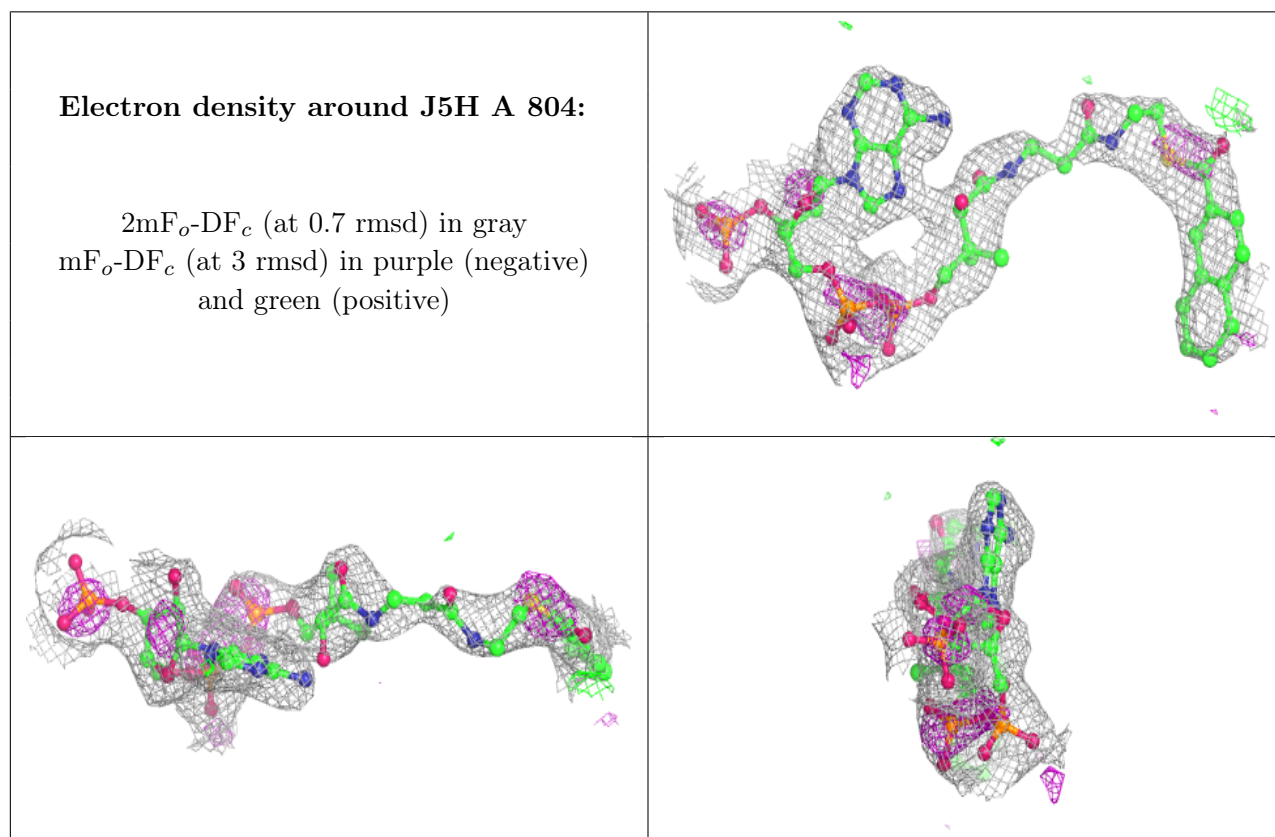 Electron density around J5H A 804:
2mFo-DFc (at 0.7 rmsd) in gray
mFo-DFc (at 3 rmsd) in purple (negative)
and green (positive)